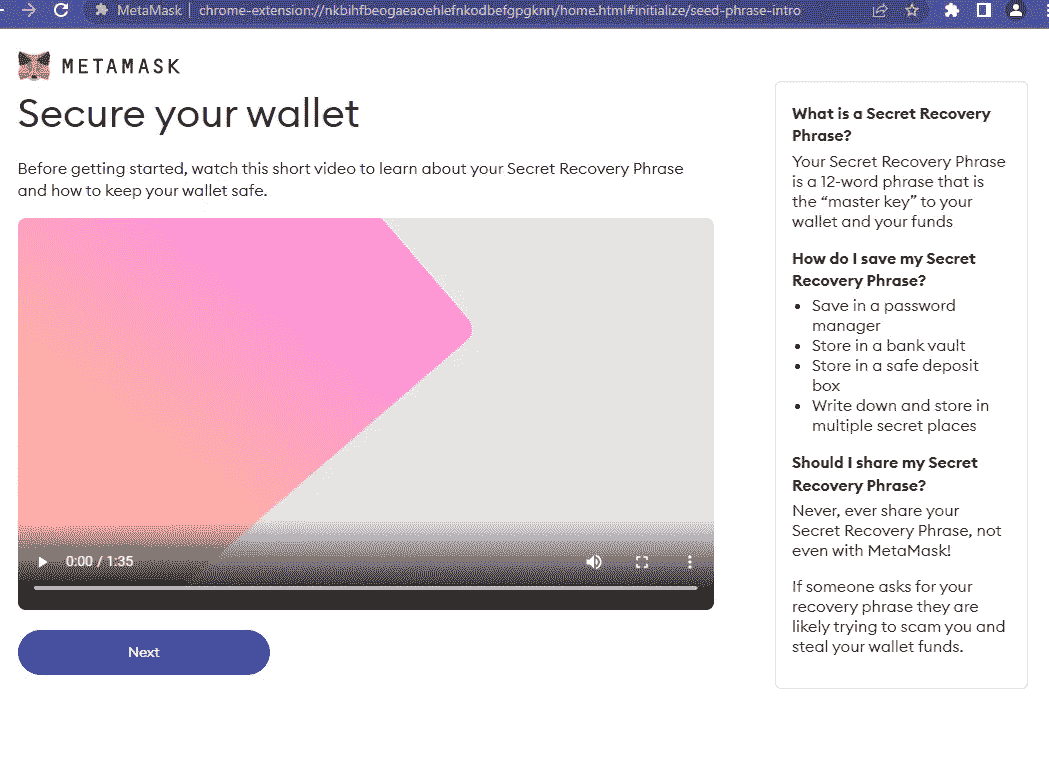 MetaMask | chrome-extension://nkbihfbeogaeaoehlefnkodbefgpgknn/home.html#initialize/seed-phrase-intro
METAMASK
Secure your wallet
Before getting started, watch this short video to learn about your Secret Recovery Phrase
and how to keep your wallet safe.
0:00 / 1:35
Next
What is a Secret Recovery
Phrase?
Your Secret Recovery Phrase
is a 12-word phrase that is
the “master key” to your
wallet and your funds
How do I save my Secret
Recovery Phrase?
• Save in a password
manager
• Store in a bank vault
• Store in a safe deposit
box
• Write down and store in
multiple secret places
Should I share my Secret
Recovery Phrase?
Never, ever share your
Secret Recovery Phrase, not
even with MetaMask!
If someone asks for your
recovery phrase they are
likely trying to scam you and
steal your wallet funds.